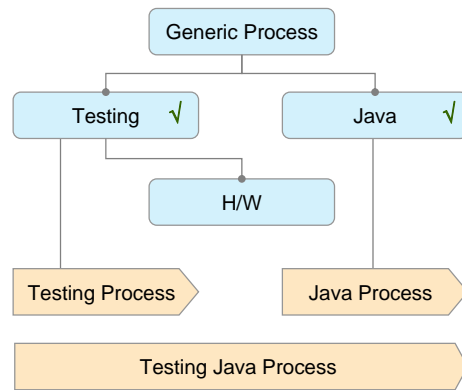 Generic Process
Testing √
Java √
H/W
Testing Process
Java Process
Testing Java Process